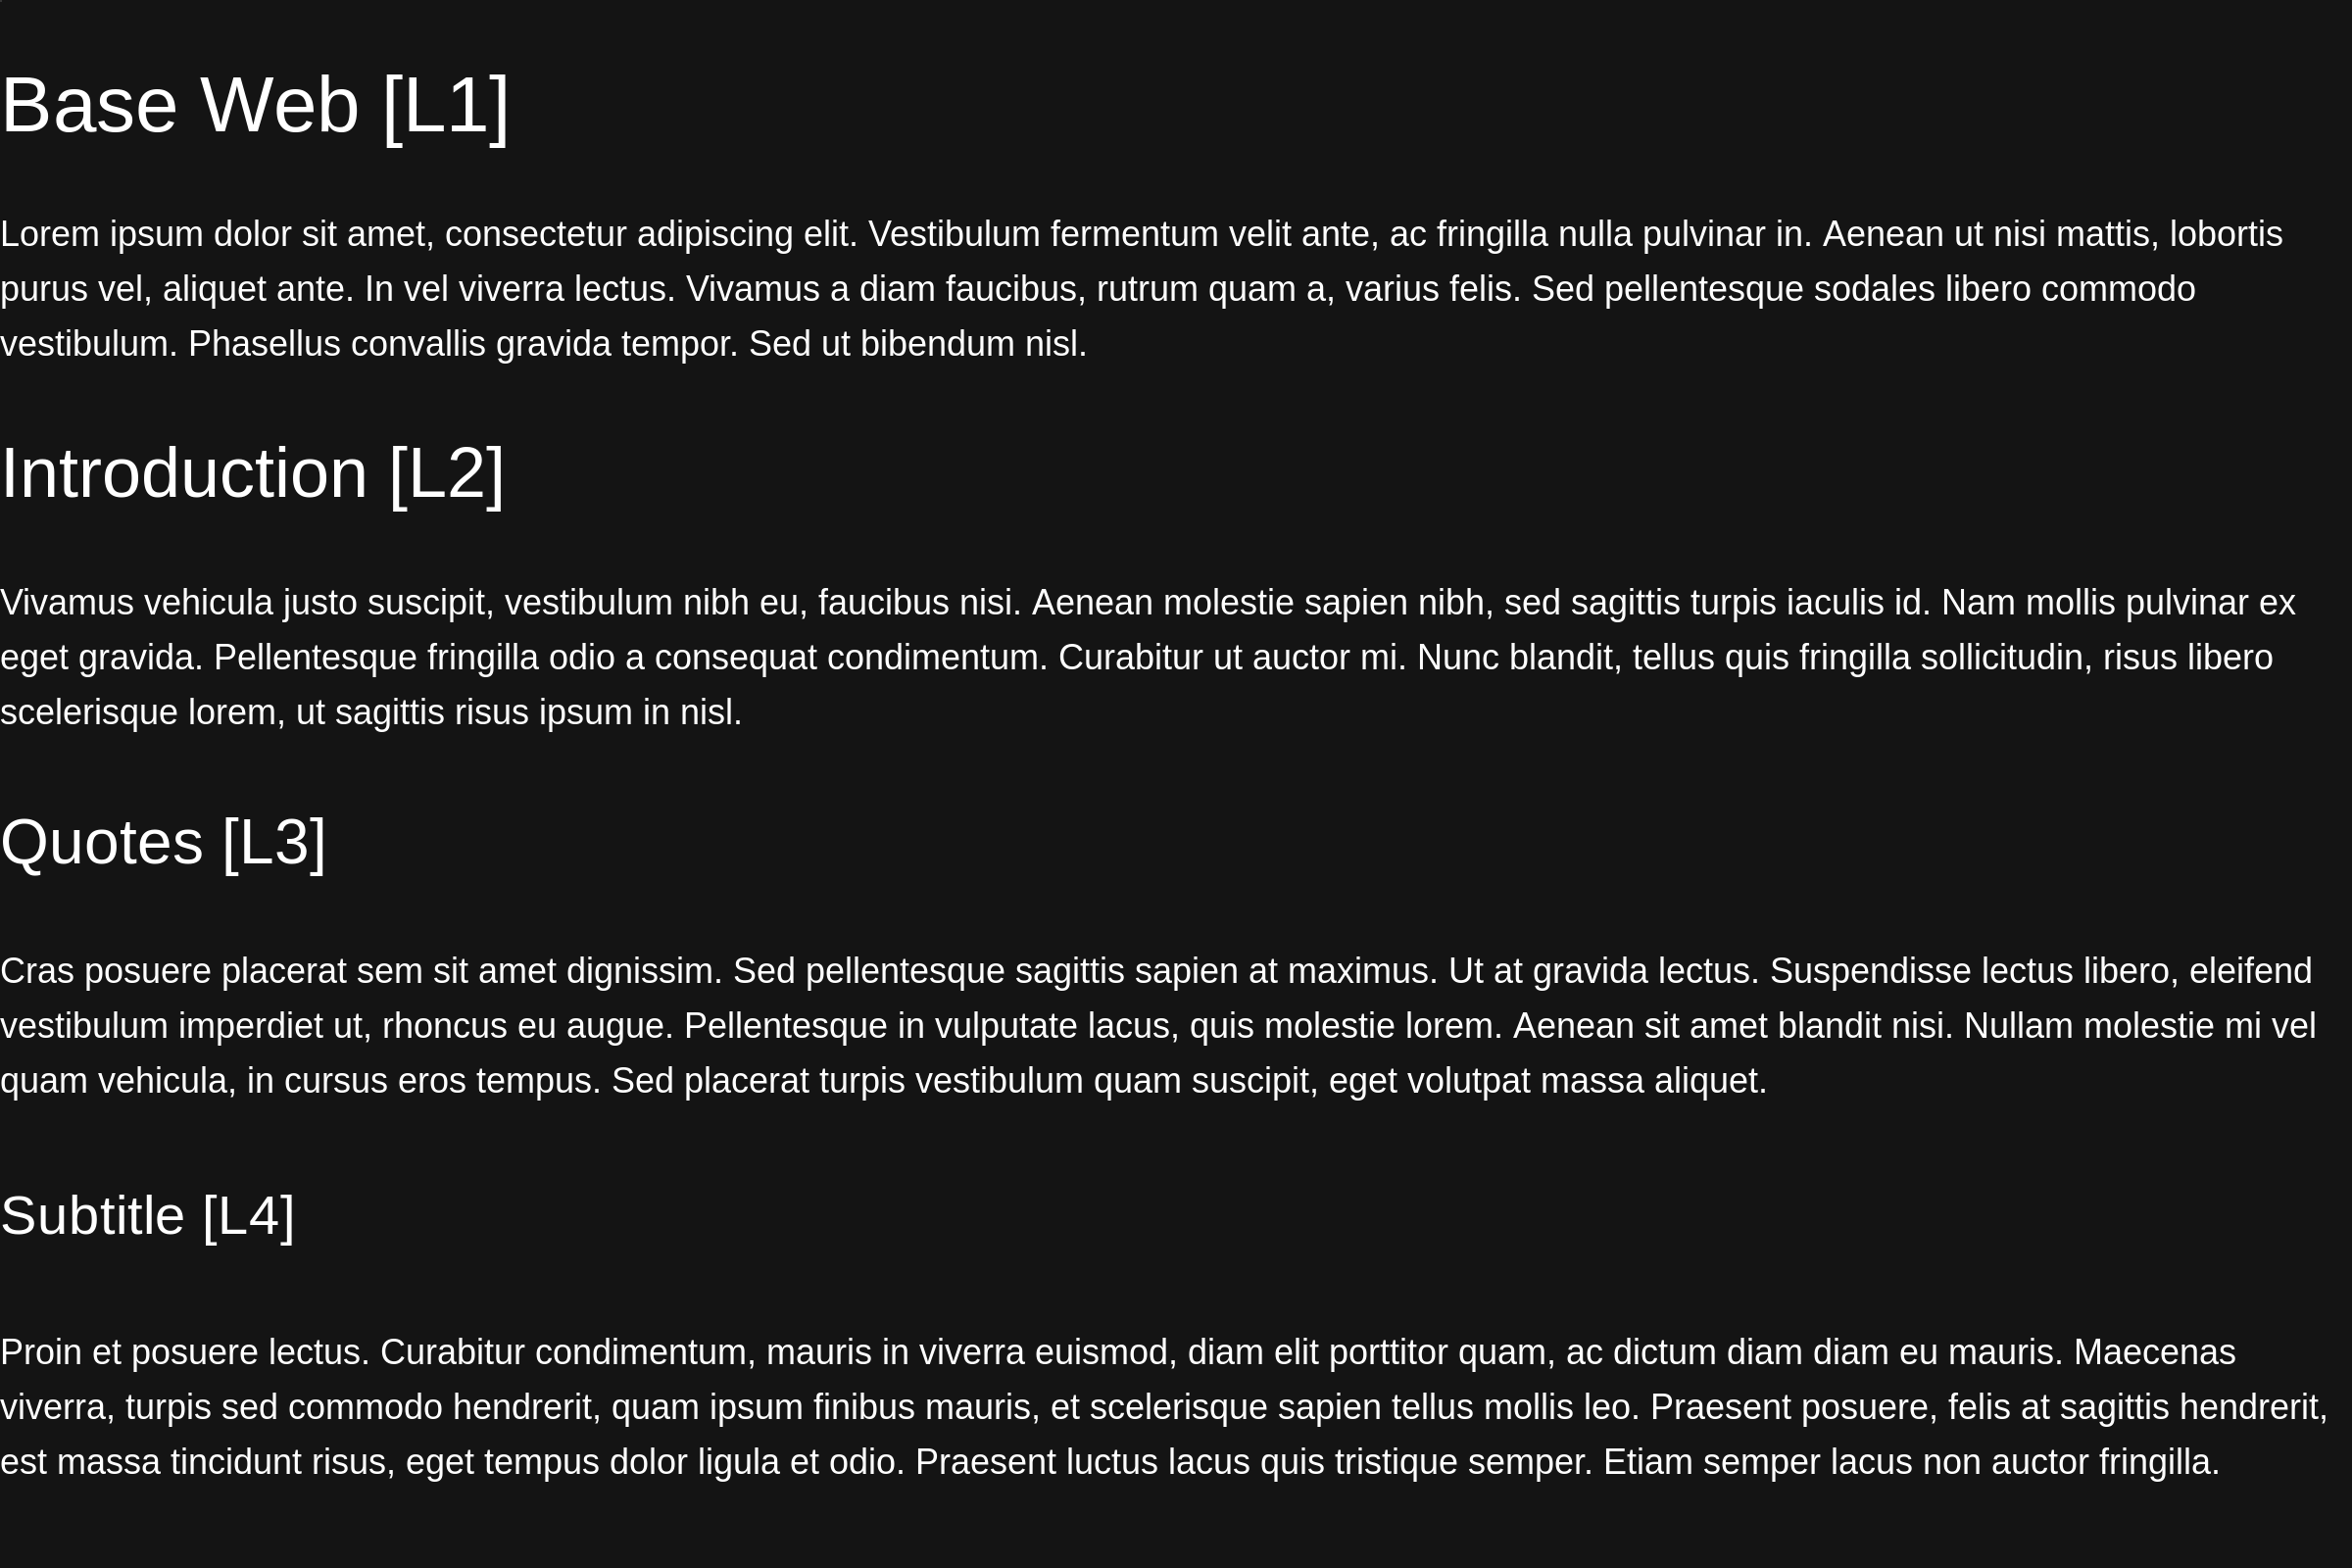 Base Web [L1]
Lorem ipsum dolor sit amet, consectetur adipiscing elit. Vestibulum fermentum velit ante, ac fringilla nulla pulvinar in. Aenean ut nisi mattis, lobortis
purus vel, aliquet ante. In vel viverra lectus. Vivamus a diam faucibus, rutrum quam a, varius felis. Sed pellentesque sodales libero commodo
vestibulum. Phasellus convallis gravida tempor. Sed ut bibendum nisl.
Introduction [L2]
Vivamus vehicula justo suscipit, vestibulum nibh eu, faucibus nisi. Aenean molestie sapien nibh, sed sagittis turpis iaculis id. Nam mollis pulvinar ex
eget gravida. Pellentesque fringilla odio a consequat condimentum. Curabitur ut auctor mi. Nunc blandit, tellus quis fringilla sollicitudin, risus libero
scelerisque lorem, ut sagittis risus ipsum in nisl.
Quotes [L3]
Cras posuere placerat sem sit amet dignissim. Sed pellentesque sagittis sapien at maximus. Ut at gravida lectus. Suspendisse lectus libero, eleifend
vestibulum imperdiet ut, rhoncus eu augue. Pellentesque in vulputate lacus, quis molestie lorem. Aenean sit amet blandit nisi. Nullam molestie mi vel
quam vehicula, in cursus eros tempus. Sed placerat turpis vestibulum quam suscipit, eget volutpat massa aliquet.
Subtitle [L4]
Proin et posuere lectus. Curabitur condimentum, mauris in viverra euismod, diam elit porttitor quam, ac dictum diam diam eu mauris. Maecenas
viverra, turpis sed commodo hendrerit, quam ipsum finibus mauris, et scelerisque sapien tellus mollis leo. Praesent posuere, felis at sagittis hendrerit,
est massa tincidunt risus, eget tempus dolor ligula et odio. Praesent luctus lacus quis tristique semper. Etiam semper lacus non auctor fringilla.